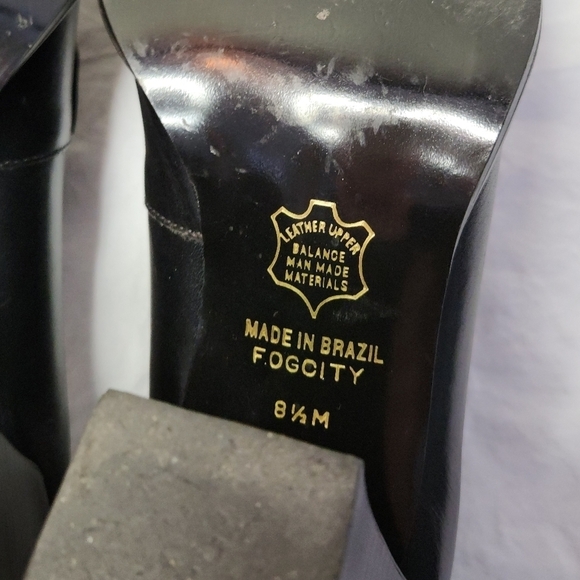 LEATHER UPPER
BALANCE
MAN MADE
MATERIALS
MADE IN BRAZIL
F.OGCITY
8½M